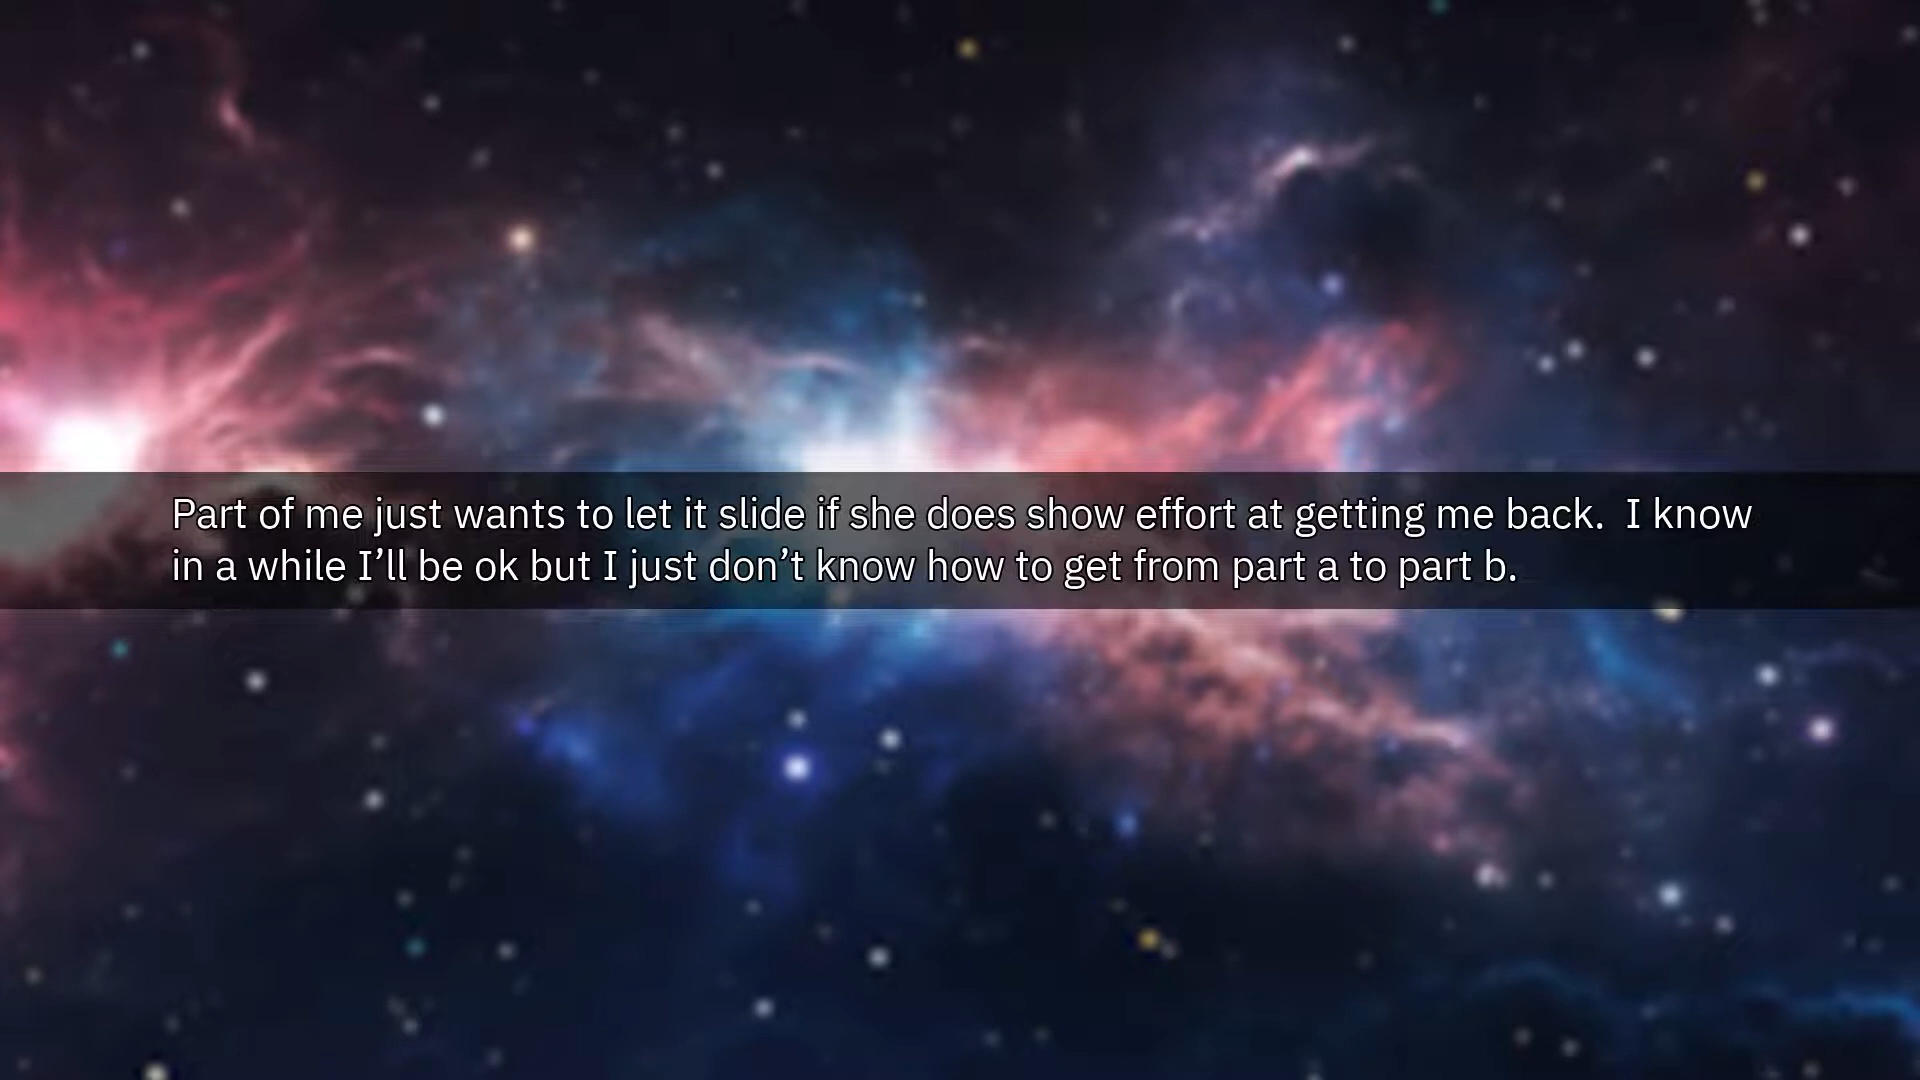 Part of me just wants to let it slide if she does show effort at getting me back.  I know
in a while I’ll be ok but I just don’t know how to get from part a to part b.